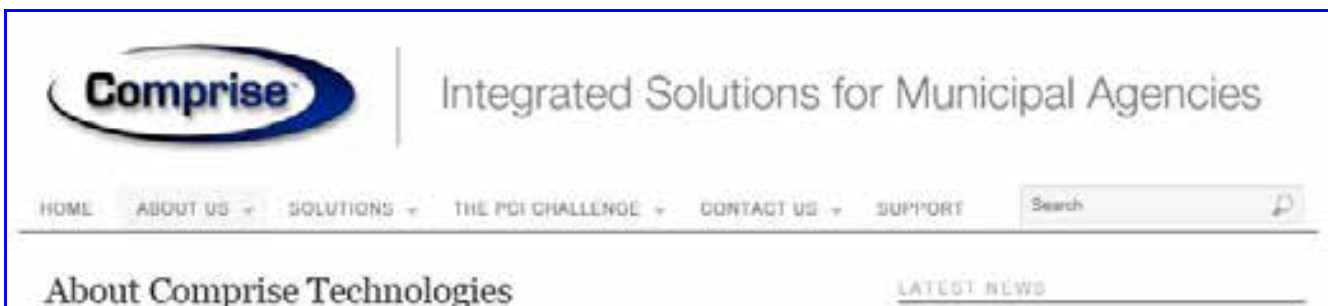 Comprise
Integrated Solutions for Municipal Agencies
HOME ABOUT US SOLUTIONS THE PCI CHALLENGE CONTACT US SUPPORT Search
About Comprise Technologies
LATEST NEWS